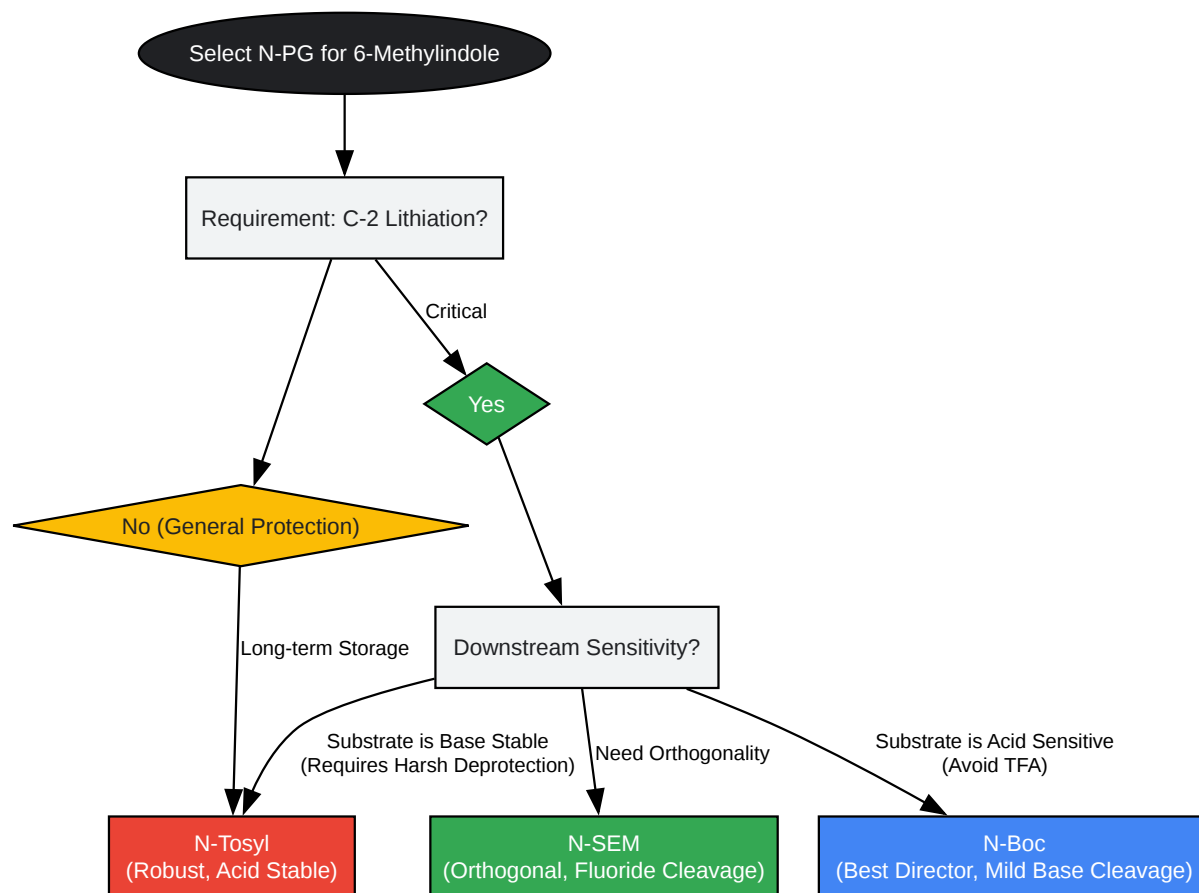 Select N-PG for 6-Methylindole
Requirement: C-2 Lithiation?
Critical
Yes
No (General Protection)
Long-term Storage
Downstream Sensitivity?
Substrate is Base Stable
(Requires Harsh Deprotection)
Need Orthogonality
Substrate is Acid Sensitive
(Avoid TFA)
N-Tosyl
(Robust, Acid Stable)
N-SEM
(Orthogonal, Fluoride Cleavage)
N-Boc
(Best Director, Mild Base Cleavage)